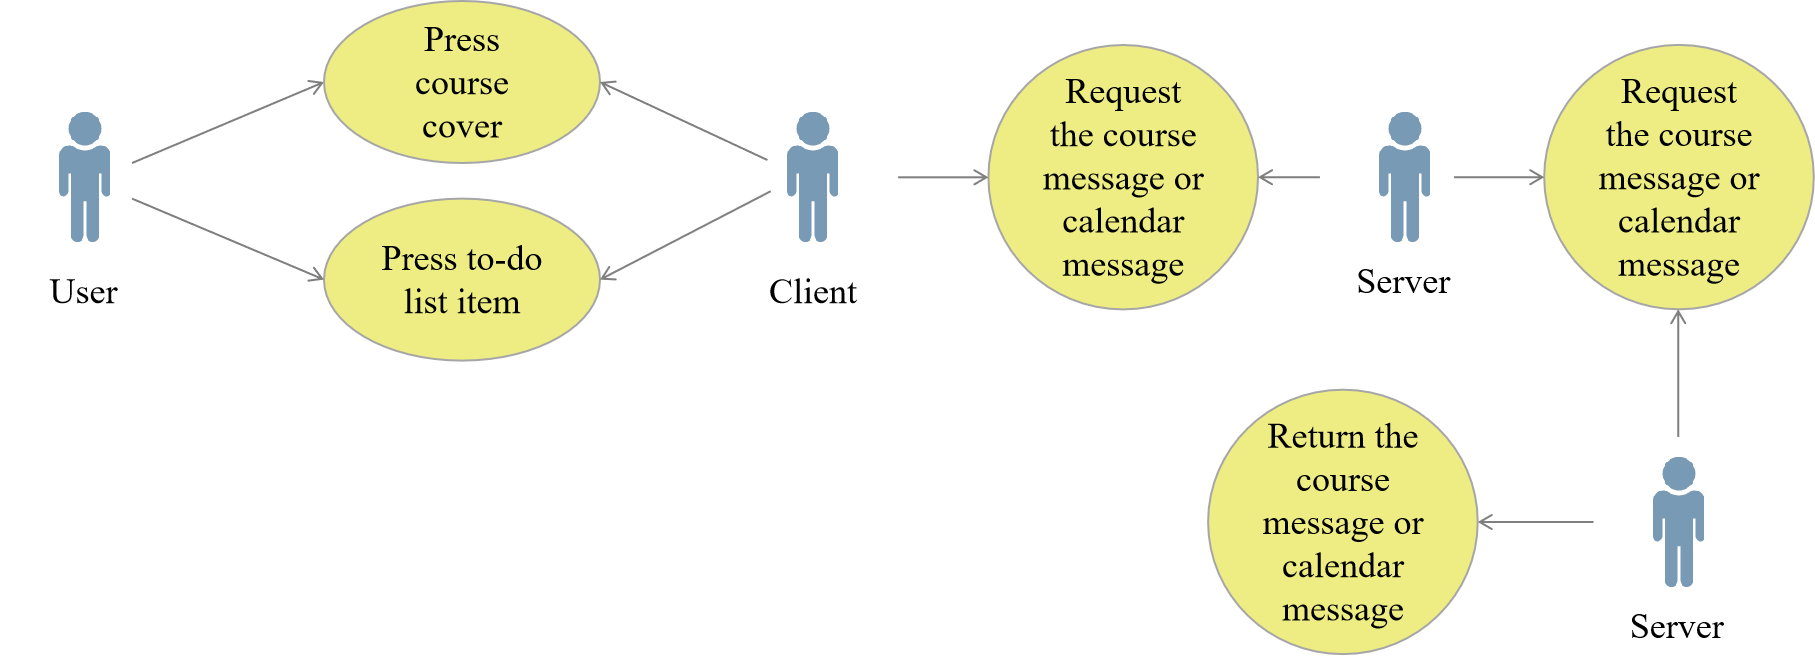 Press
course
cover
Press to-do
list item
User
Client
Request
the course
message or
calendar
message
Server
Request
the course
message or
calendar
message
Return the
course
message or
calendar
message
Server